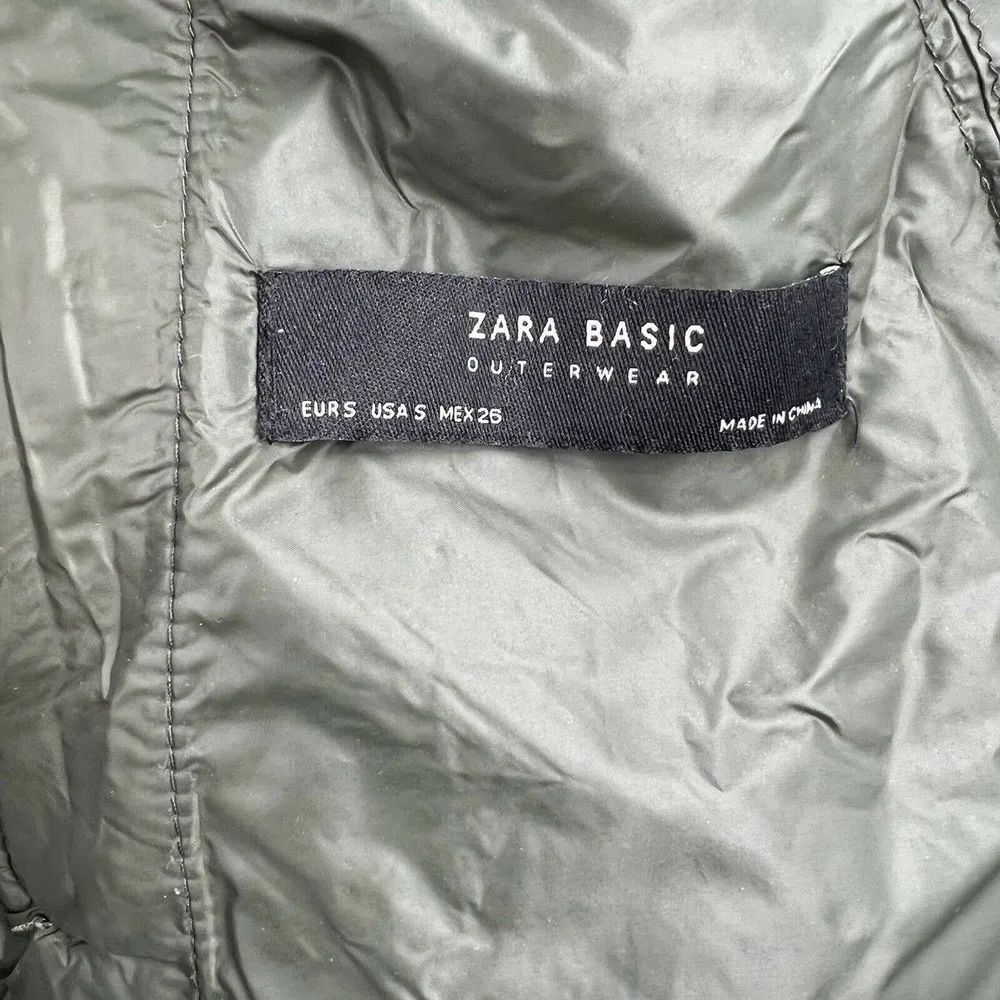 ZARA BASIC
OUTERWEAR
EUR S USA S MEX 26
MADE IN CHINA